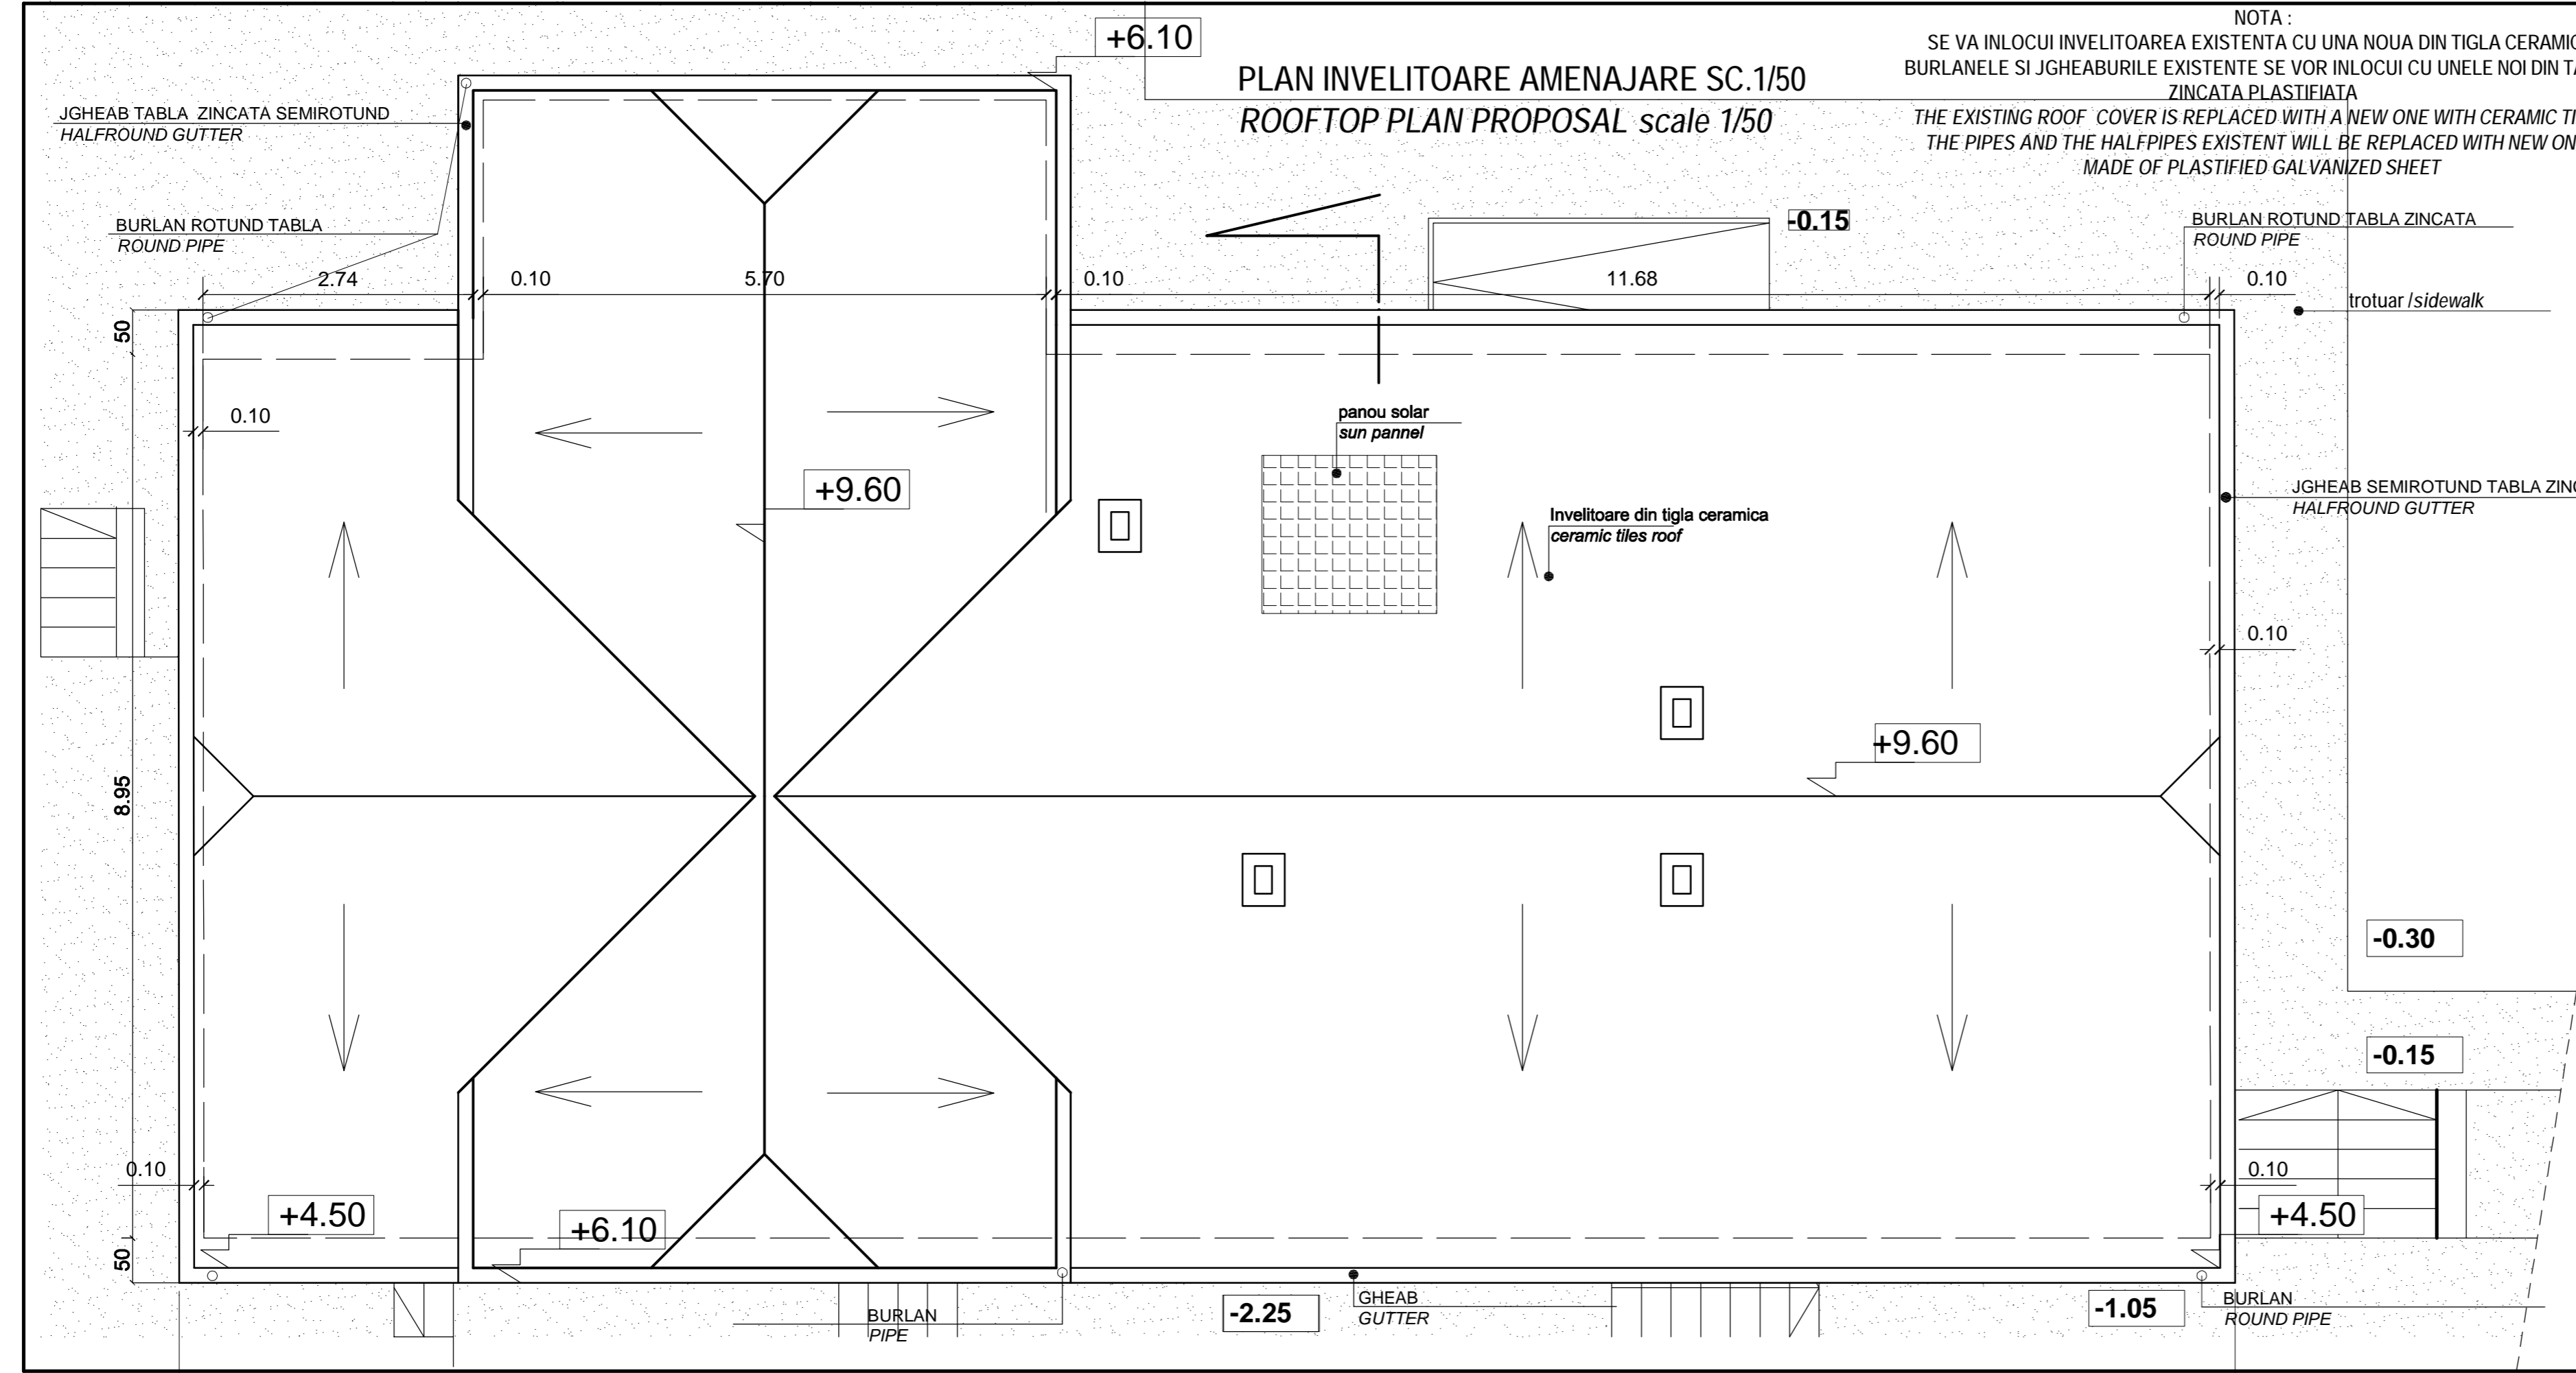 +6.10
PLAN INVELITOARE AMENAJARE SC.1/50
ROOFTOP PLAN PROPOSAL scale 1/50
NOTA :
SE VA INLOCUI INVELITOAREA EXISTENTA CU UNA NOUA DIN TIGLA CERAMIC
BURLANELE SI JGHEABURILE EXISTENTE SE VOR INLOCUI CU UNELE NOI DIN TA
ZINCATA PLASTIFIATA
THE EXISTING ROOF COVER IS REPLACED WITH A NEW ONE WITH CERAMIC TI
THE PIPES AND THE HALFPIPES EXISTENT WILL BE REPLACED WITH NEW ON
MADE OF PLASTIFIED GALVANIZED SHEET
JGHEAB TABLA ZINCATA SEMIROTUND
HALFROUND GUTTER
BURLAN ROTUND TABLA
ROUND PIPE
-0.15
BURLAN ROTUND TABLA ZINCATA
ROUND PIPE
2.74
0.10
5.70
0.10
11.68
0.10
trotuar /sidewalk
50
0.10
panou solar
sun pannel
+9.60
JGHEAB SEMIROTUND TABLA ZINC
HALFROUND GUTTER
Invelitoare din tigla ceramica
ceramic tiles roof
0.10
+9.60
8.95
-0.30
-0.15
0.10
0.10
+4.50
+6.10
+4.50
50
BURLAN
PIPE
-2.25
GHEAB
GUTTER
-1.05
BURLAN
ROUND PIPE